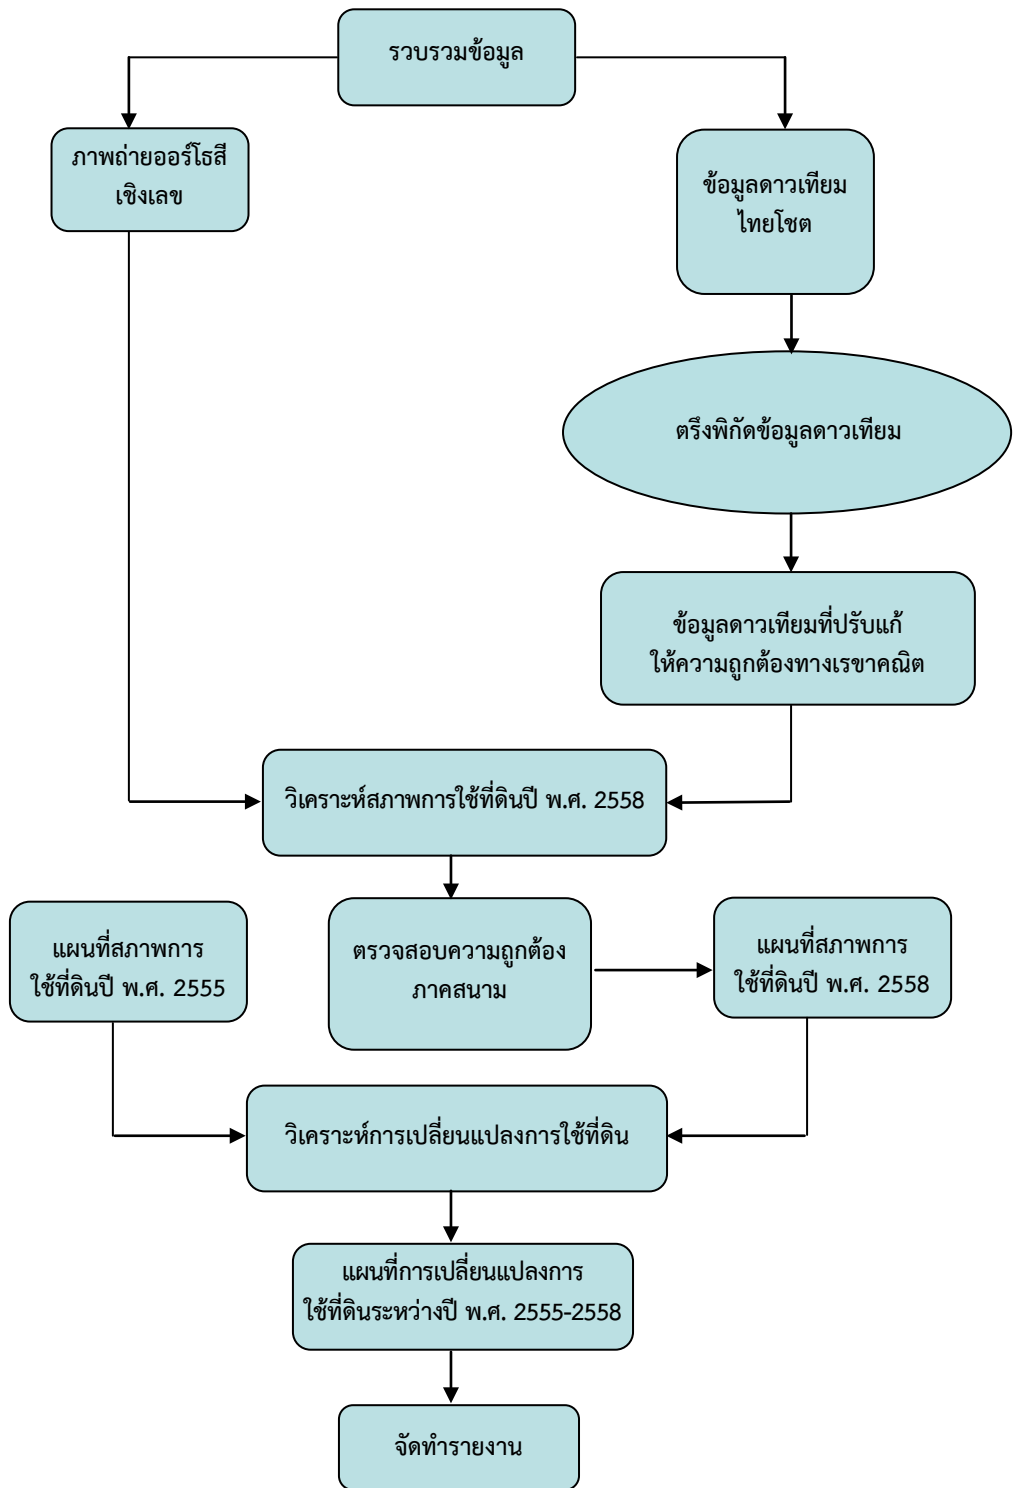 รวบรวมข้อมูล
ภาพถ่ายออร์โธสี
เชิงเลข
ข้อมูลดาวเทียม
ไทยโชต
ตรึงพิกัดข้อมูลดาวเทียม
ข้อมูลดาวเทียมที่ปรับแก้
ให้ความถูกต้องทางเรขาคณิต
วิเคราะห์สภาพการใช้ที่ดินปี พ.ศ. 2558
แผนที่สภาพการ
ใช้ที่ดินปี พ.ศ. 2555
ตรวจสอบความถูกต้อง
ภาคสนาม
แผนที่สภาพการ
ใช้ที่ดินปี พ.ศ. 2558
วิเคราะห์การเปลี่ยนแปลงการใช้ที่ดิน
แผนที่การเปลี่ยนแปลงการ
ใช้ที่ดินระหว่างปี พ.ศ. 2555-2558
จัดทำรายงาน